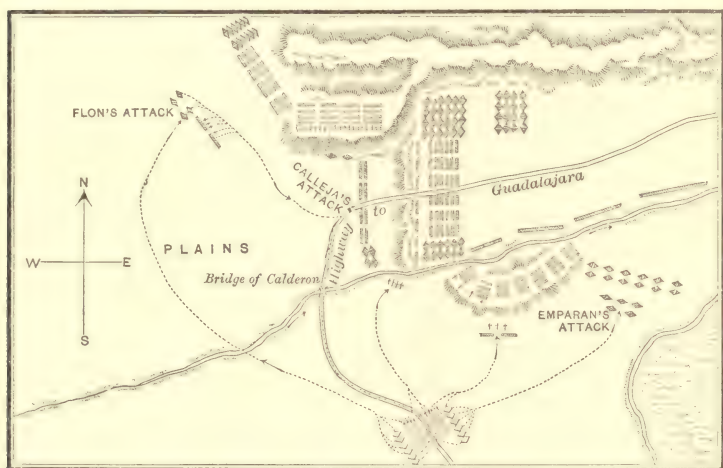 FLON'S ATTACK
CALLEJA'S
ATTACK
Highway to Guadalajara
N
W E
S
PLAINS
Bridge of Calderon
EMPARAN'S
ATTACK